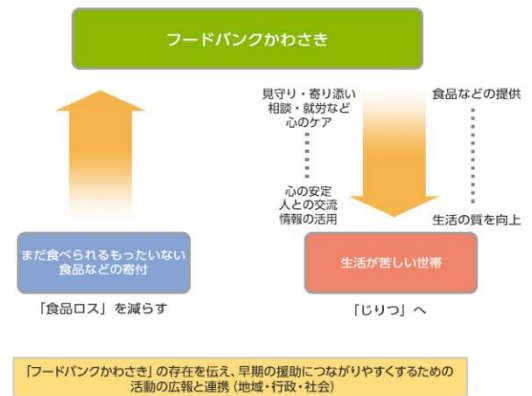 フードバンクかわさき
見守り・寄り添い
相談・就労など
心のケア
食品などの提供
心の安定
人との交流
情報の活用
生活の質を向上
まだ食べられるもったいない
食品などの寄付
生活が苦しい世帯
「食品ロス」を減らす
「じりつ」へ
「フードバンクかわさき」の存在を伝え、早期の援助につながりやすくするための
活動の広報と連携(地域・行政・社会)